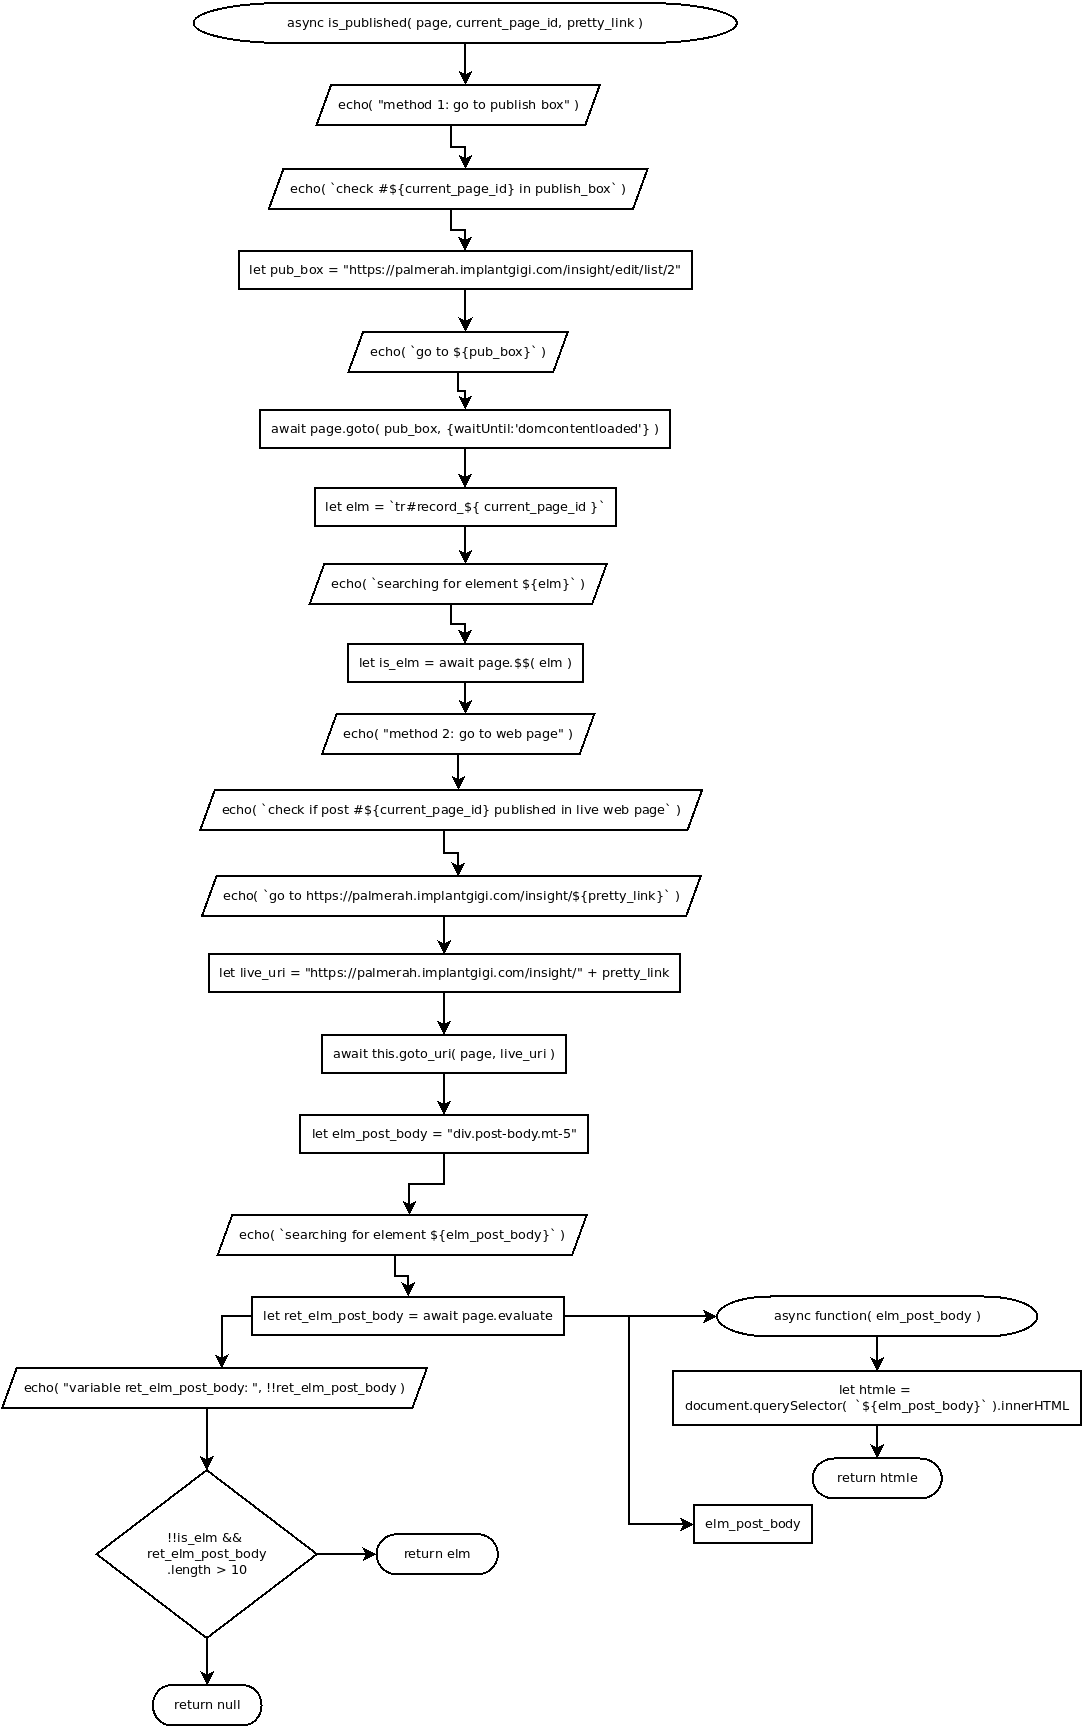 async is_published( page, current_page_id, pretty_link )
echo( "method 1: go to publish box" )
echo( `check #${current_page_id} in publish_box` )
let pub_box = "https://palmerah.implantgigi.com/insight/edit/list/2"
echo( `go to ${pub_box}` )
await page.goto( pub_box, {waitUntil:'domcontentloaded'} )
let elm = `tr#record_${ current_page_id }`
echo( `searching for element ${elm}` )
let is_elm = await page.$$( elm )
echo( "method 2: go to web page" )
echo( `check if post #${current_page_id} published in live web page` )
echo( `go to https://palmerah.implantgigi.com/insight/${pretty_link}` )
let live_uri = "https://palmerah.implantgigi.com/insight/" + pretty_link
await this.goto_uri( page, live_uri )
let elm_post_body = "div.post-body.mt-5"
echo( `searching for element ${elm_post_body}` )
let ret_elm_post_body = await page.evaluate
async function( elm_post_body )
let htmle =
document.querySelector(  `${elm_post_body}` ).innerHTML
return htmle
elm_post_body
echo( "variable ret_elm_post_body: ", !!ret_elm_post_body )
!!is_elm &&
ret_elm_post_body
.length > 10
return elm
return null